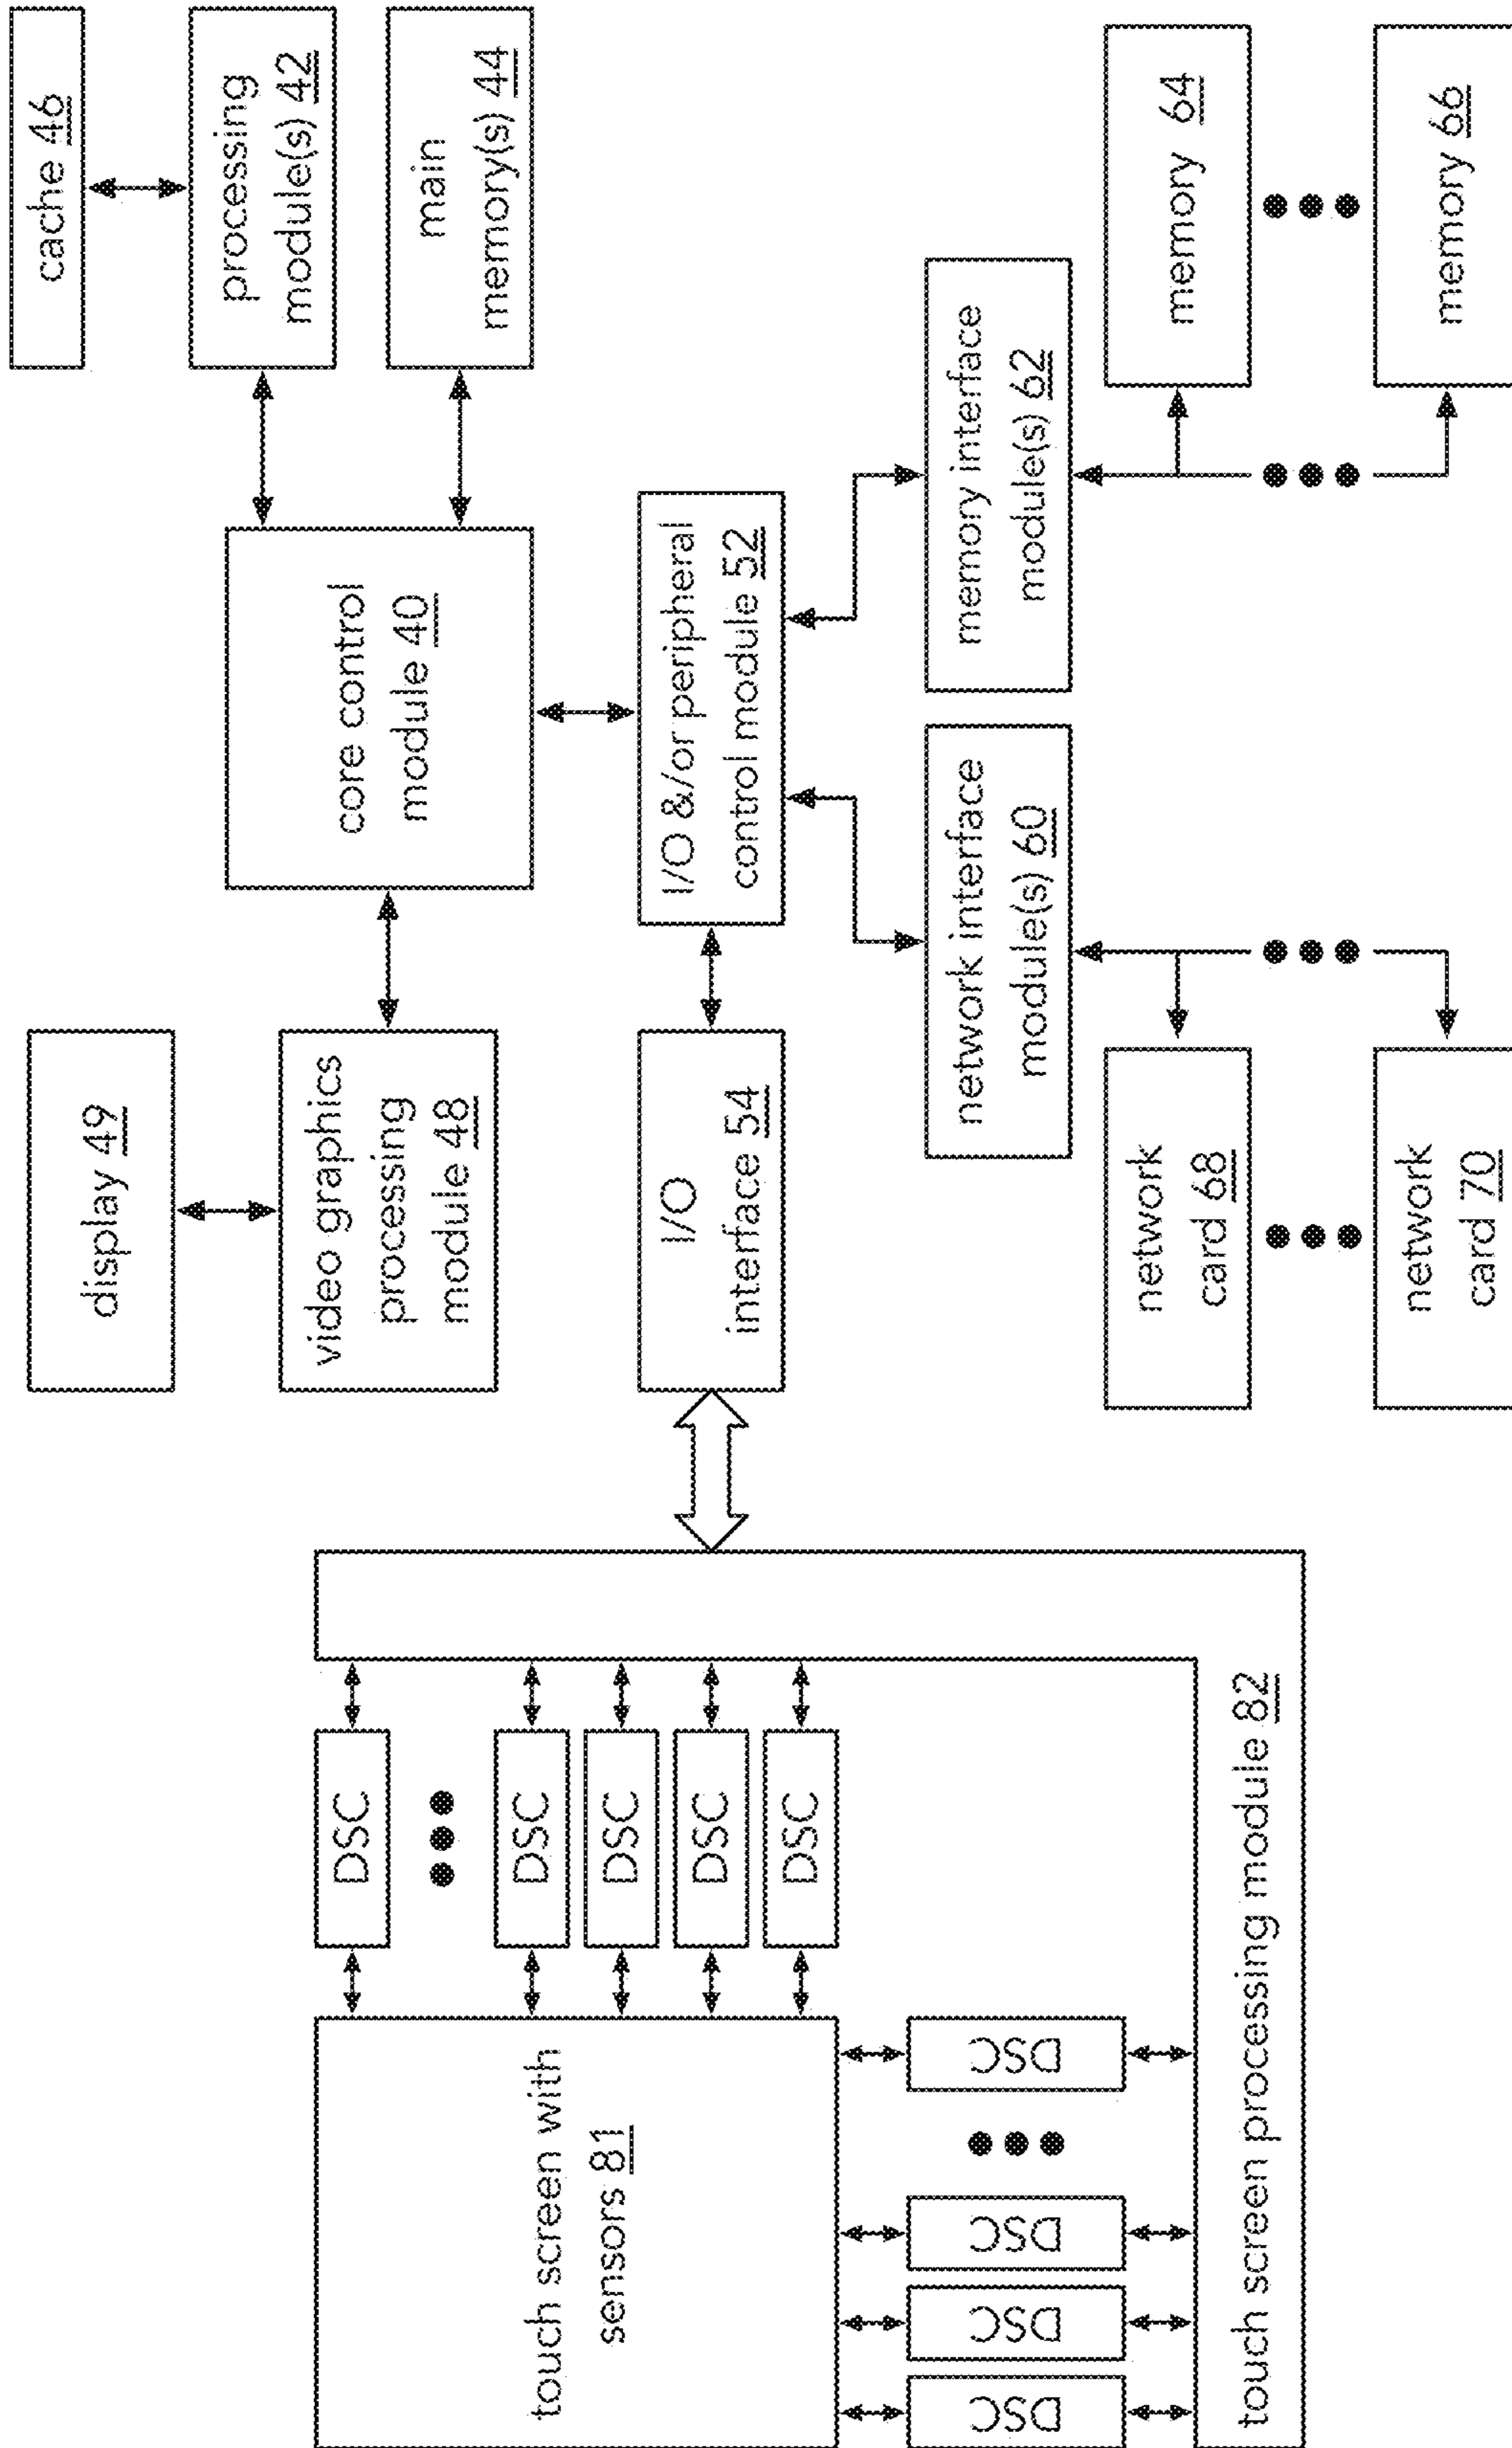 cache 46
display 49
processing
module(s) 42
video graphics
processing
module 48
core control
module 40
main
memory(s) 44
touch screen with
sensors 81
DSC
DSC
DSC
DSC
DSC
I/O
interface 54
I/O &/or peripheral
control module 52
DSC
DSC
DSC
DSC
network interface
module(s) 60
memory interface
module(s) 62
touch screen processing module 82
network
card 68
memory 64
network
card 70
memory 66